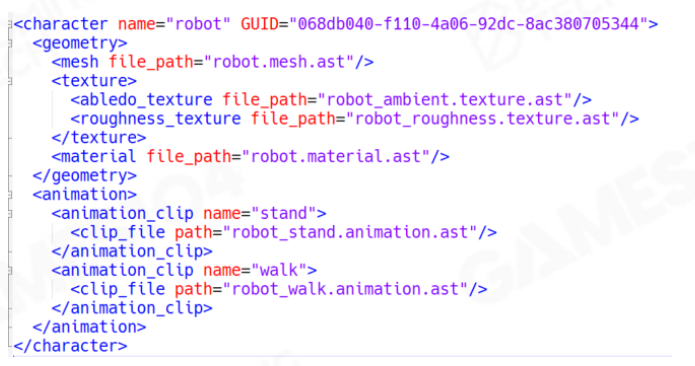 <character name="robot" GUID="068db040-f110-4a06-92dc-8ac380705344">
<geometry>
<mesh file_path="robot.mesh.ast"/>
<texture>
<abledo_texture file_path="robot_ambient.texture.ast"/>
<roughness_texture file_path="robot_roughness.texture.ast"/>
</texture>
<material file_path="robot.material.ast"/>
</geometry>
<animation>
<animation_clip name="stand">
<clip_file path="robot_stand.animation.ast"/>
</animation_clip>
<animation_clip name="walk">
<clip_file path="robot_walk.animation.ast"/>
</animation_clip>
</animation>
</character>